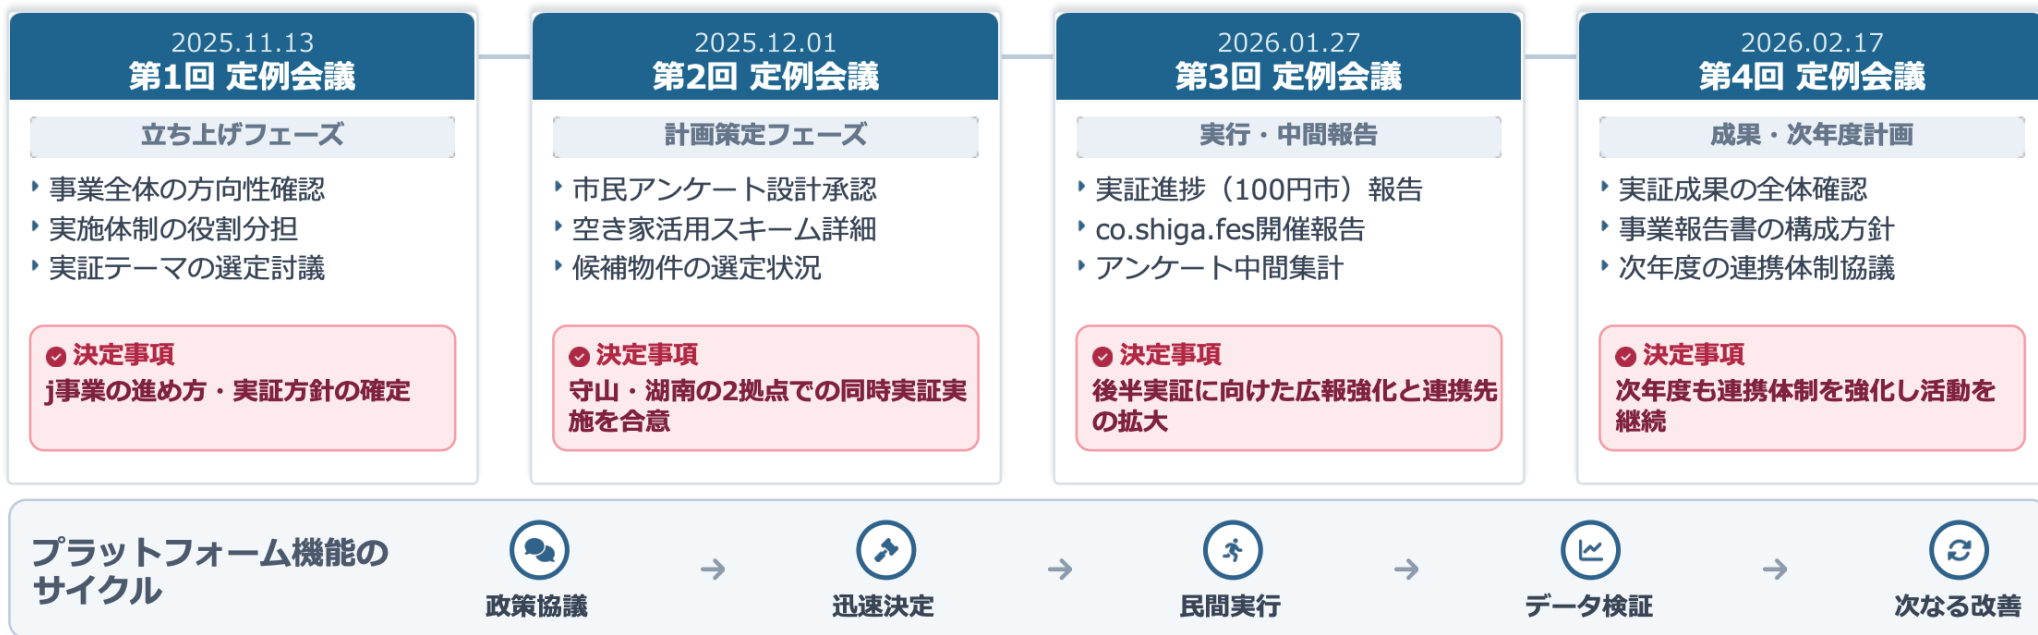 2025.11.13
第1回 定例会議
立ち上げフェーズ
事業全体の方向性確認
実施体制の役割分担
実証テーマの選定討議
決定事項
j事業の進め方・実証方針の確定
2025.12.01
第2回 定例会議
計画策定フェーズ
市民アンケート設計承認
空き家活用スキーム詳細
候補物件の選定状況
決定事項
守山・湖南の2拠点での同時実証実
施を合意
2026.01.27
第3回 定例会議
実行・中間報告
実証進捗（100円市）報告
co.shiga.fes開催報告
アンケート中間集計
決定事項
後半実証に向けた広報強化と連携先
の拡大
2026.02.17
第4回 定例会議
成果・次年度計画
実証成果の全体確認
事業報告書の構成方針
次年度の連携体制協議
決定事項
次年度も連携体制を強化し活動を
継続
プラットフォーム機能の
サイクル
政策協議
迅速決定
民間実行
データ検証
次なる改善